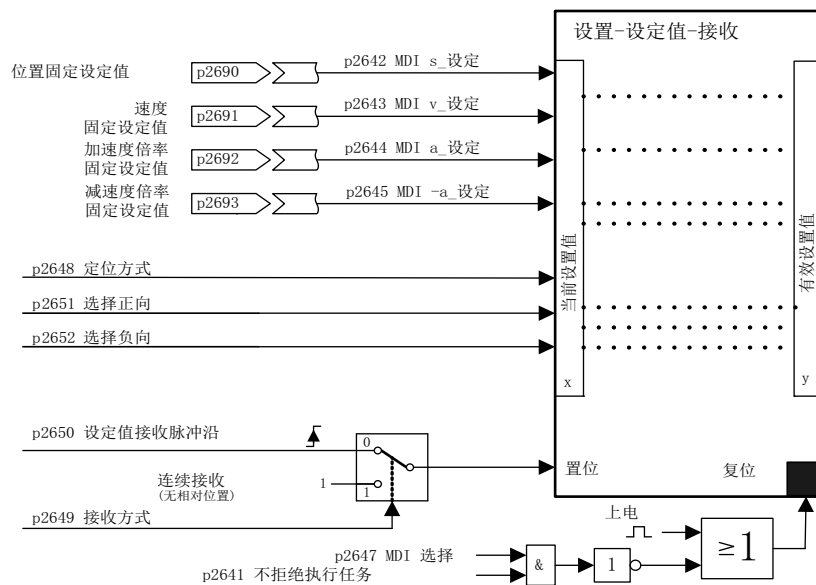 设置-设定值-接收
位置固定设定值
p2690
p2642 MDI s_设定
速度
固定设定值
p2691
p2643 MDI v_设定
加速度倍率
固定设定值
p2692
p2644 MDI a_设定
减速度倍率
固定设定值
p2693
p2645 MDI -a_设定
当前设置值
x
有效设置值
y
p2648 定位方式
p2651 选择正向
p2652 选择负向
p2650 设定值接收脉冲沿
0
1
连续接收
(无相对位置)
1
p2649 接收方式
置位
复位
上电
≥1
p2647 MDI 选择
p2641 不拒绝执行任务
&
1